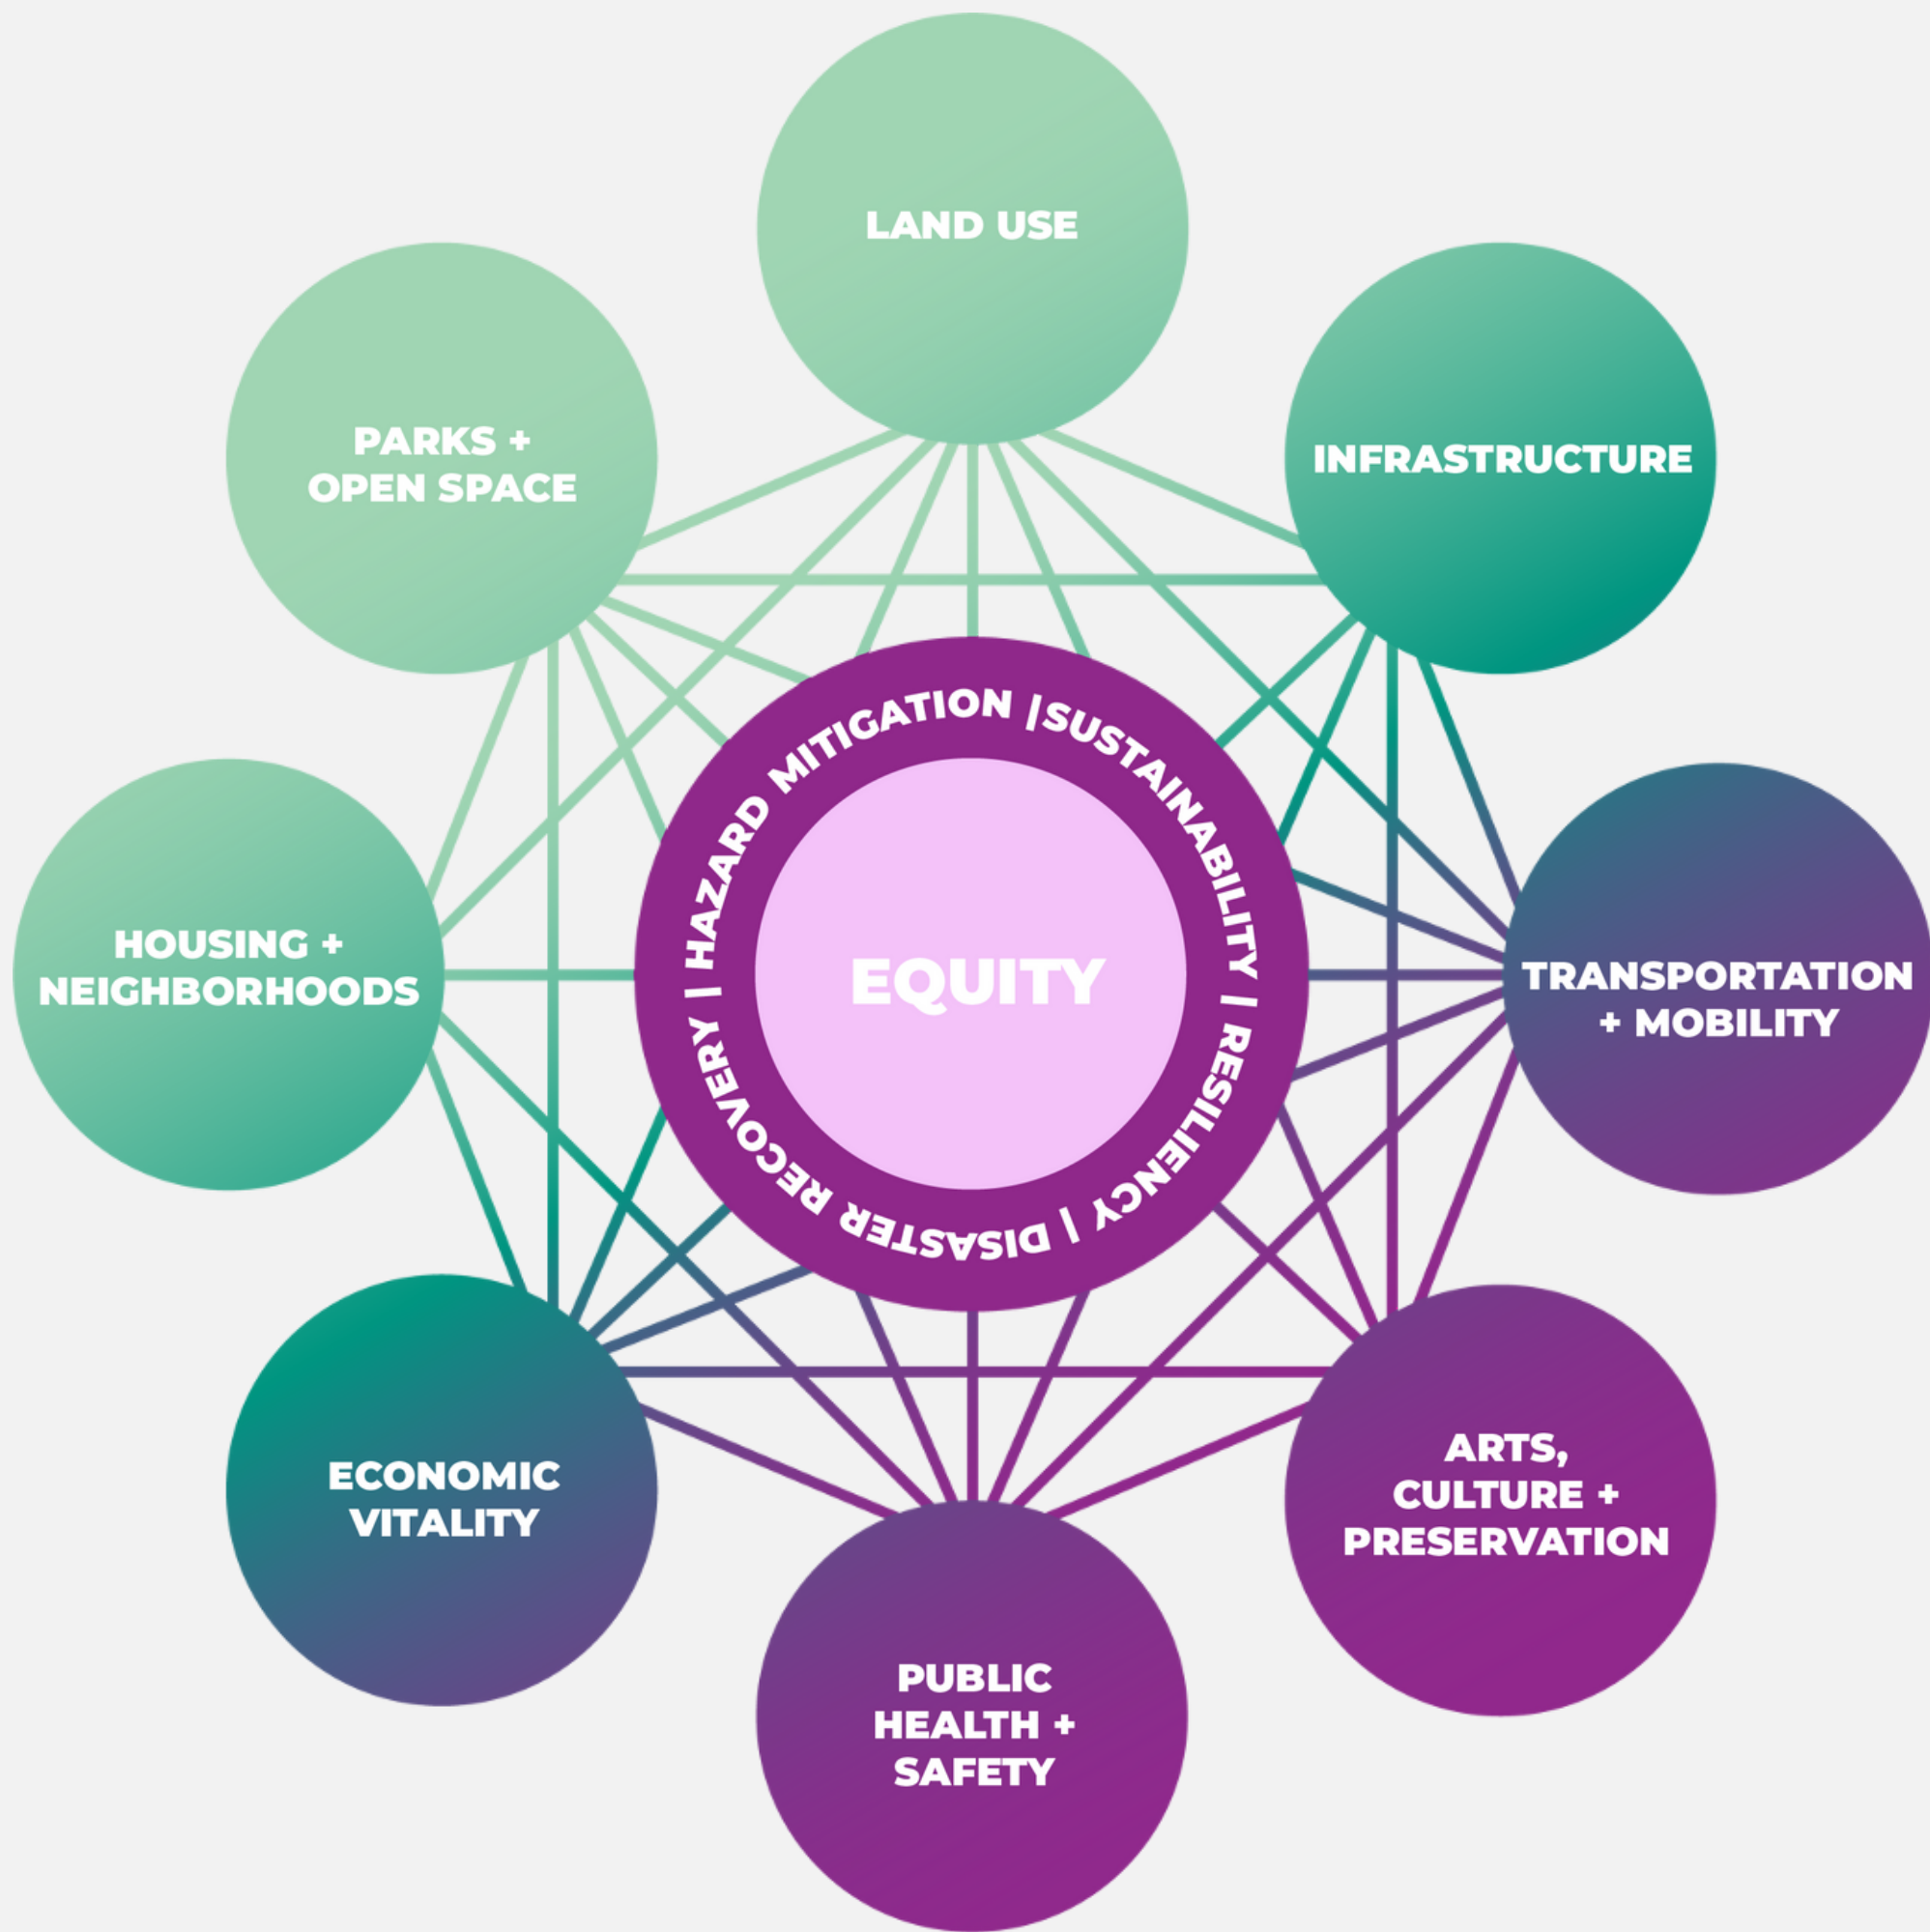 LAND USE
PARKS +
OPEN SPACE
INFRASTRUCTURE
HAZARD MITIGATION | SUSTAINABILITY | RESILIENCY | DISASTER RECOVERY |
EQUITY
HOUSING +
NEIGHBORHOODS
TRANSPORTATION
+ MOBILITY
ECONOMIC
VITALITY
ARTS,
CULTURE +
PRESERVATION
PUBLIC
HEALTH +
SAFETY